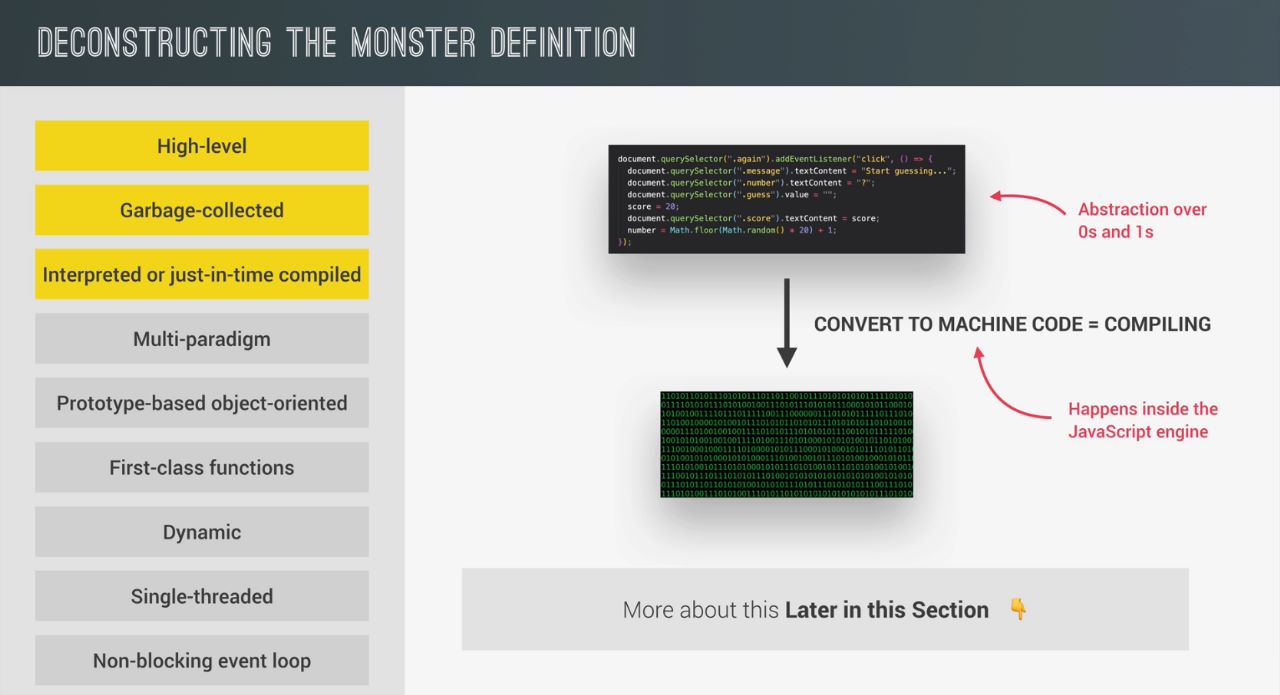 DECONSTRUCTING THE MONSTER DEFINITION
High-level
Garbage-collected
Interpreted or just-in-time compiled
Multi-paradigm
Prototype-based object-oriented
First-class functions
Dynamic
Single-threaded
Non-blocking event loop
document.querySelector(".again").addEventListener("click", () => {
  document.querySelector(".message").textContent = "Start guessing...";
  document.querySelector(".number").textContent = "?";
  document.querySelector(".guess").value = "";
  score = 20;
  document.querySelector(".score").textContent = score;
  number = Math.floor(Math.random() * 20) + 1;
});
Abstraction over
0s and 1s
CONVERT TO MACHINE CODE = COMPILING
Happens inside the
JavaScript engine
More about this Later in this Section 👇